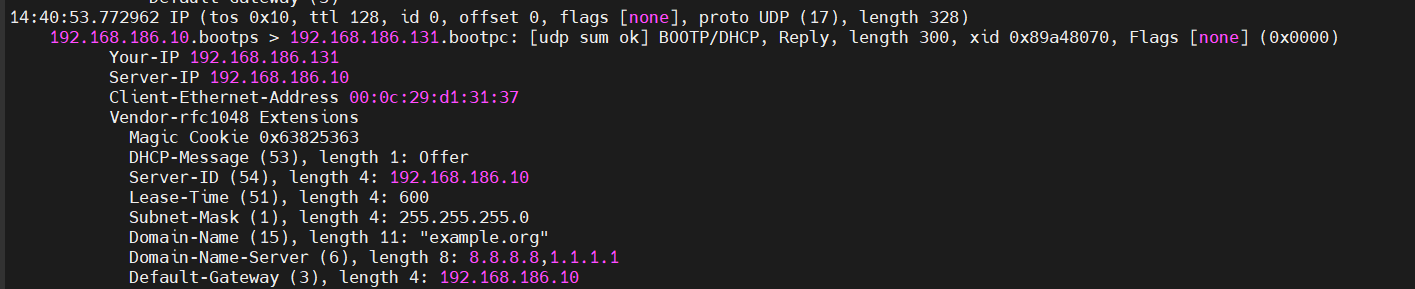 14:40:53.772962 IP (tos 0x10, ttl 128, id 0, offset 0, flags [none], proto UDP (17), length 328)
192.168.186.10.bootps > 192.168.186.131.bootpc: [udp sum ok] BOOTP/DHCP, Reply, length 300, xid 0x89a48070, Flags [none] (0x0000)
Your-IP 192.168.186.131
Server-IP 192.168.186.10
Client-Ethernet-Address 00:0c:29:d1:31:37
Vendor-rfc1048 Extensions
Magic Cookie 0x63825363
DHCP-Message (53), length 1: Offer
Server-ID (54), length 4: 192.168.186.10
Lease-Time (51), length 4: 600
Subnet-Mask (1), length 4: 255.255.255.0
Domain-Name (15), length 11: "example.org"
Domain-Name-Server (6), length 8: 8.8.8.8,1.1.1.1
Default-Gateway (3), length 4: 192.168.186.10